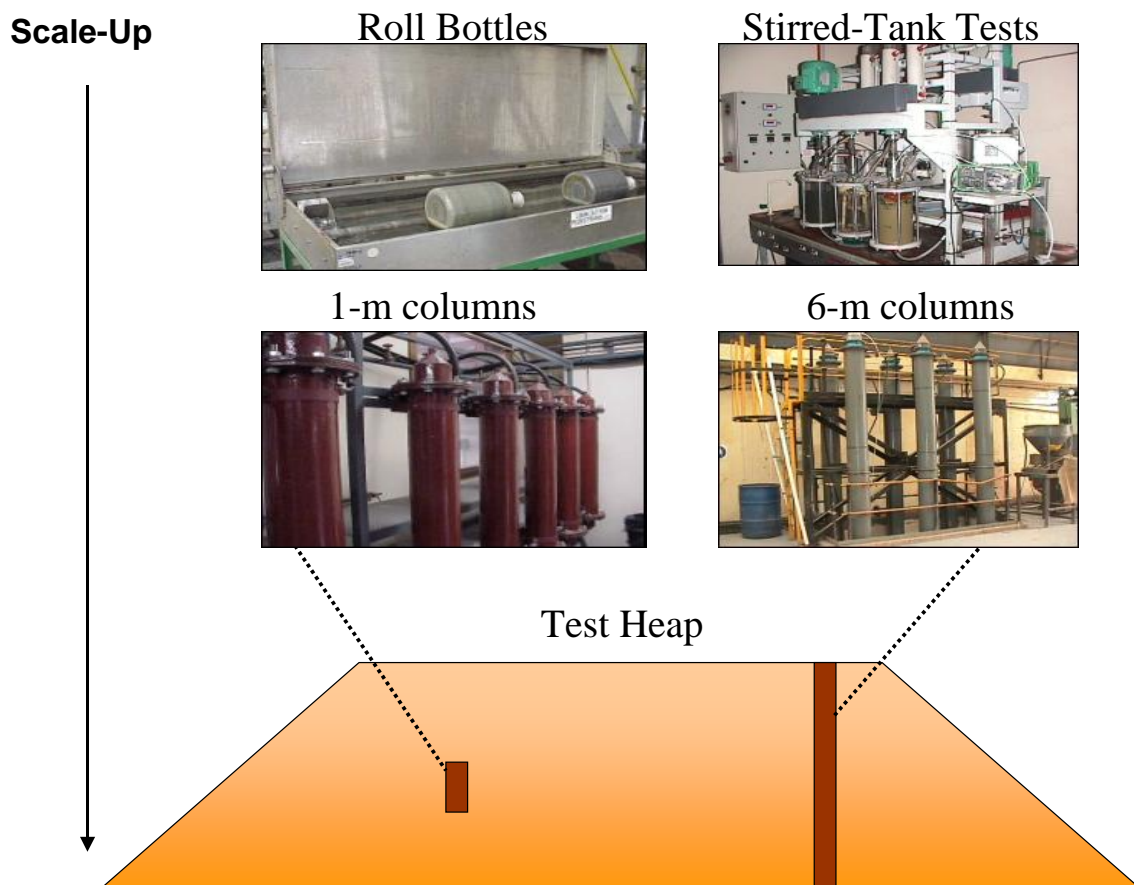 Scale-Up
Roll Bottles
Stirred-Tank Tests
1-m columns
6-m columns
Test Heap